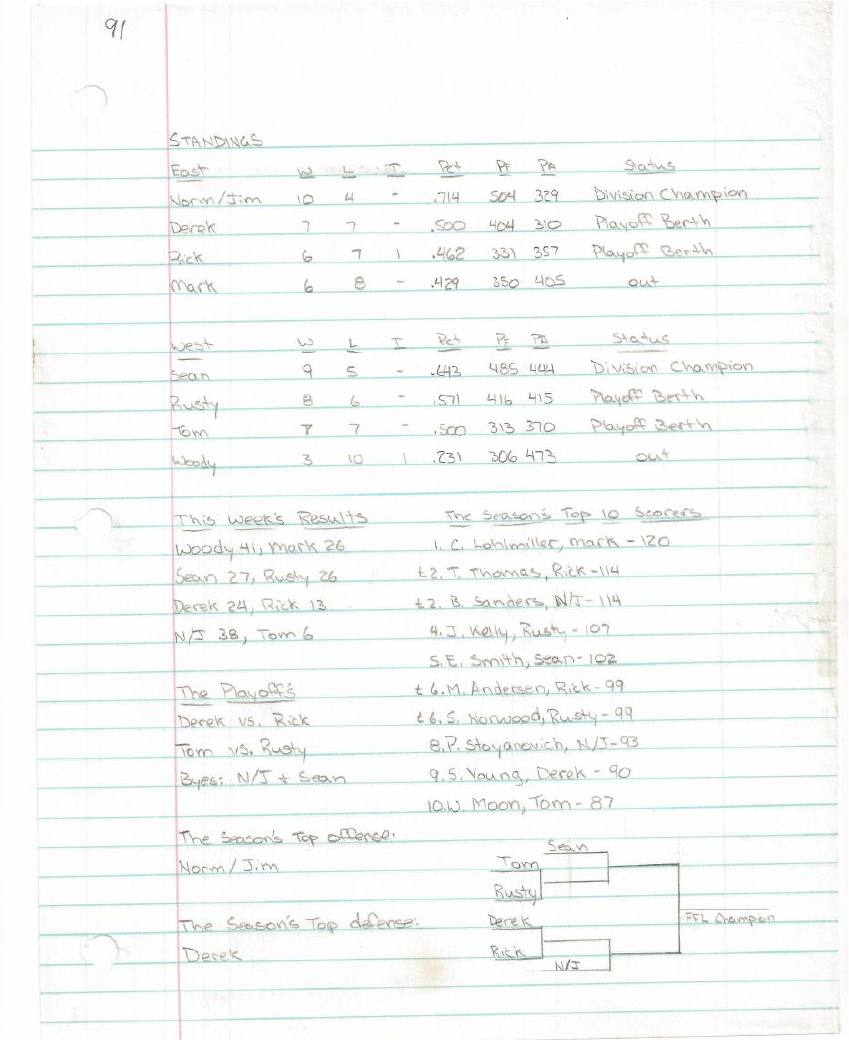 91
STANDINGS
East W L T Pct PF PA Status
Norm/Jim 10 4 - .714 504 329 Division Champion
Derek 7 7 - .500 404 310 Playoff Berth
Rick 6 7 1 .462 331 357 Playoff Berth
Mark 6 8 - .429 350 405 out
West W L T Pct PF PA Status
Sean 9 5 - .643 485 444 Division Champion
Rusty 8 6 - .571 416 415 Playoff Berth
Tom 7 7 - .500 313 370 Playoff Berth
Woody 3 10 1 .231 306 473 out
This Week's Results
Woody 41, Mark 26
Sean 27, Rusty 26
Derek 24, Rick 13
N/J 38, Tom 6
The Playoff's
Derek vs. Rick
Tom vs. Rusty
Byes: N/J + Sean
The Season's Top 10 Scorers
1. C. Lohlmiller, Mark - 120
t2. T. Thomas, Rick - 114
t2. B. Sanders, N/J - 114
4. J. Kelly, Rusty - 107
5. E. Smith, Sean - 102
t6. M. Andersen, Rick - 99
t6. S. Norwood, Rusty - 99
8. P. Stoyanovich, N/J - 93
9. S. Young, Derek - 90
10. W. Moon, Tom - 87
The Season's Top offense:
Norm/Jim
The Season's Top defense:
Derek
Sean
Tom
Rusty
Derek
Rick
N/J
FFL Champion